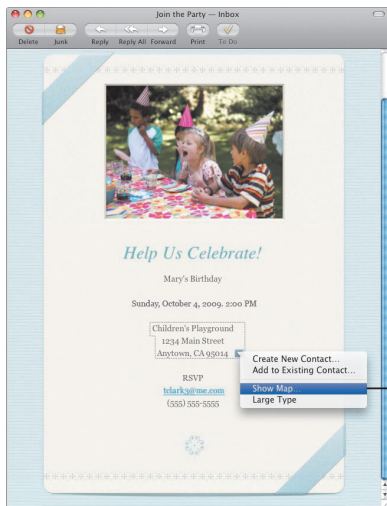 Join the Party — Inbox
Delete Junk Reply Reply All Forward Print To Do
Help Us Celebrate!
Mary's Birthday
Sunday, October 4, 2009. 2:00 PM
Children's Playground
1234 Main Street
Anytown, CA 95014
Create New Contact...
Add to Existing Contact...
Show Map...
Large Type
RSVP
tclark3@me.com
(555) 555-5555